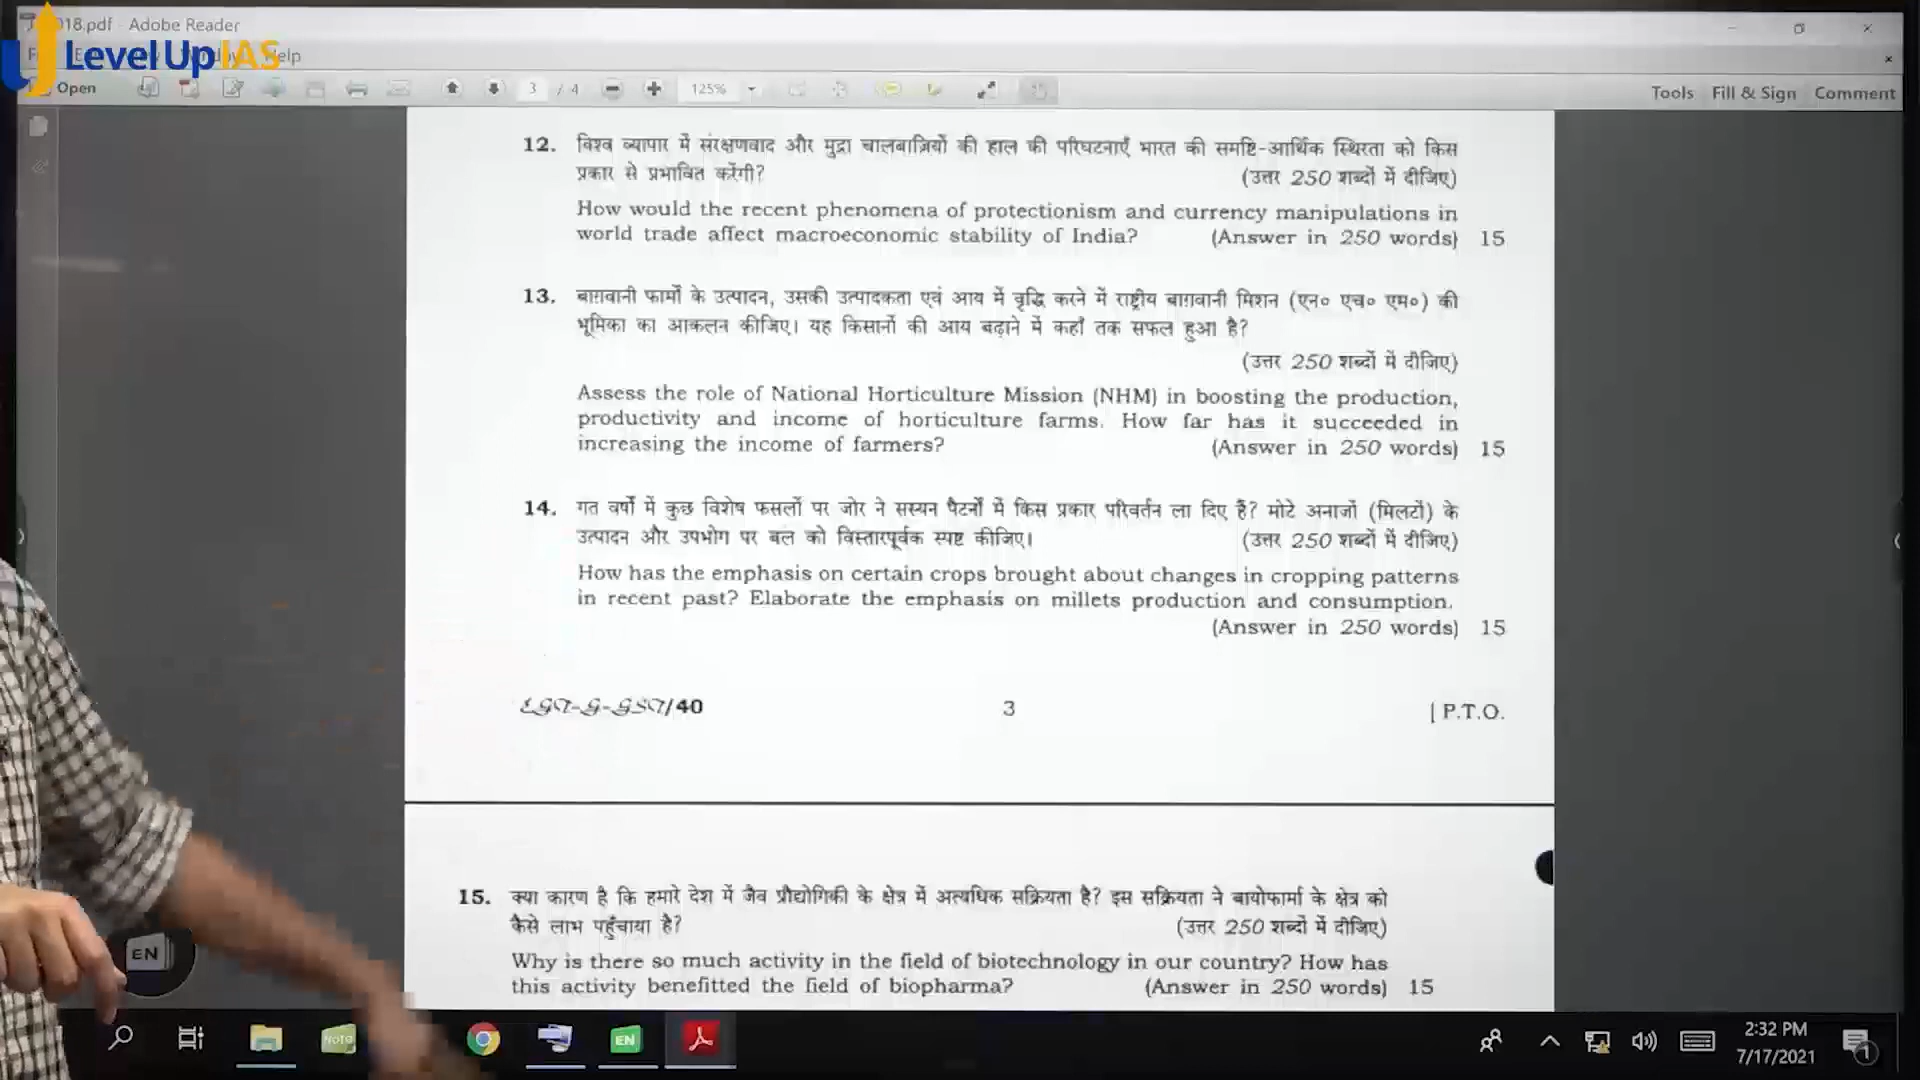 018.pdf - Adobe Reader
Level Up IAS
Help
Open
3 / 4
125%
Tools Fill & Sign Comment
12. विश्व व्यापार में संरक्षणवाद और मुद्रा चालबाज़ियों की हाल की परिघटनाएँ भारत की समष्टि-आर्थिक स्थिरता को किस
प्रकार से प्रभावित करेंगी? (उत्तर 250 शब्दों में दीजिए)
How would the recent phenomena of protectionism and currency manipulations in
world trade affect macroeconomic stability of India? (Answer in 250 words) 15
13. बाग़वानी फार्मों के उत्पादन, उसकी उत्पादकता एवं आय में वृद्धि करने में राष्ट्रीय बाग़वानी मिशन (एन० एच० एम०) की
भूमिका का आकलन कीजिए। यह किसानों की आय बढ़ाने में कहाँ तक सफल हुआ है?
(उत्तर 250 शब्दों में दीजिए)
Assess the role of National Horticulture Mission (NHM) in boosting the production,
productivity and income of horticulture farms. How far has it succeeded in
increasing the income of farmers? (Answer in 250 words) 15
14. गत वर्षों में कुछ विशेष फसलों पर जोर ने सस्यन पैटर्नों में किस प्रकार परिवर्तन ला दिए हैं? मोटे अनाजों (मिलटों) के
उत्पादन और उपभोग पर बल को विस्तारपूर्वक स्पष्ट कीजिए। (उत्तर 250 शब्दों में दीजिए)
How has the emphasis on certain crops brought about changes in cropping patterns
in recent past? Elaborate the emphasis on millets production and consumption.
(Answer in 250 words) 15
EGT-G-GST/40 3 [ P.T.O.
15. क्या कारण है कि हमारे देश में जैव प्रौद्योगिकी के क्षेत्र में अत्यधिक सक्रियता है? इस सक्रियता ने बायोफार्मा के क्षेत्र को
कैसे लाभ पहुँचाया है? (उत्तर 250 शब्दों में दीजिए)
Why is there so much activity in the field of biotechnology in our country? How has
this activity benefitted the field of biopharma? (Answer in 250 words) 15
EN
Note
EN
2:32 PM
7/17/2021
1